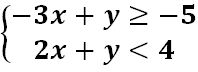 −3x + y ≥ −5
2x + y < 4